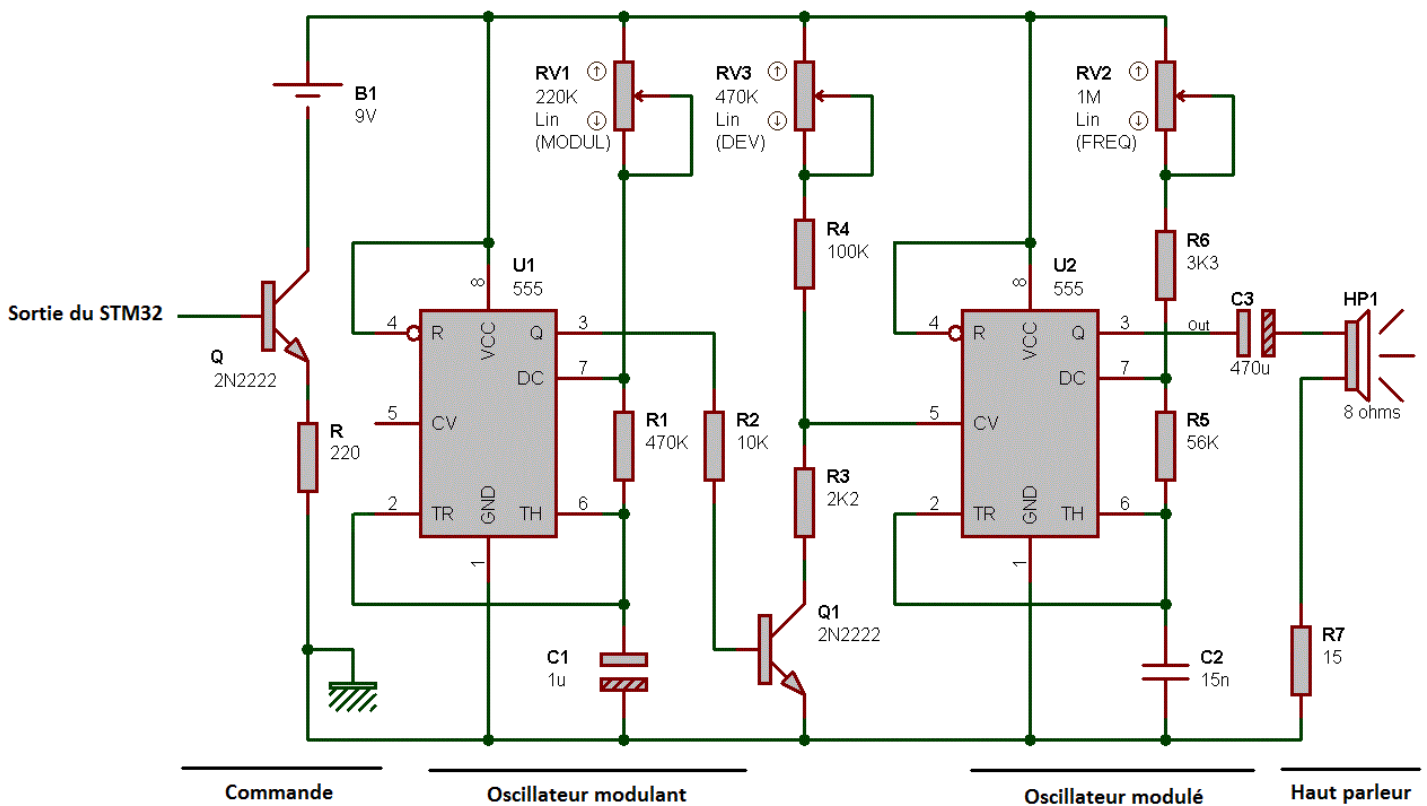 B1
9V
RV1
220K
Lin
(MODUL)
RV3
470K
Lin
(DEV)
RV2
1M
Lin
(FREQ)
R4
100K
R6
3K3
U1
555
U2
555
C3
470u
HP1
8 ohms
Sortie du STM32
Q
2N2222
R
220
8
VCC
4
R
Q
3
DC
7
5
CV
2
TR
GND
TH
6
1
R1
470K
R2
10K
R3
2K2
8
VCC
4
R
Q
3
Out
DC
7
5
CV
2
TR
GND
TH
6
1
R5
56K
Q1
2N2222
C1
1u
C2
15n
R7
15
Commande
Oscillateur modulant
Oscillateur modulé
Haut parleur